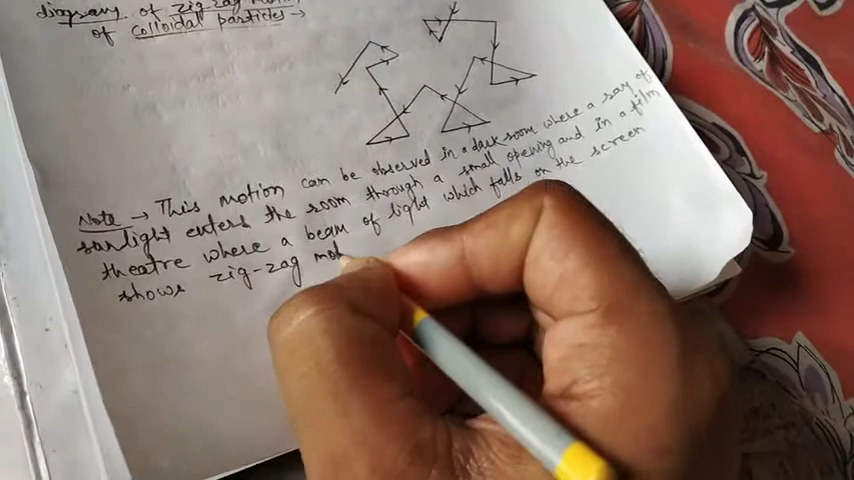 diagram of zig-zag motion
of colloidal particles →
Note → This motion can be observed in a dark room where a ray of
sunlight enters the room through a small opening and in a film
theatre where a beam of light which falls on the screen
shows zig-zag mot